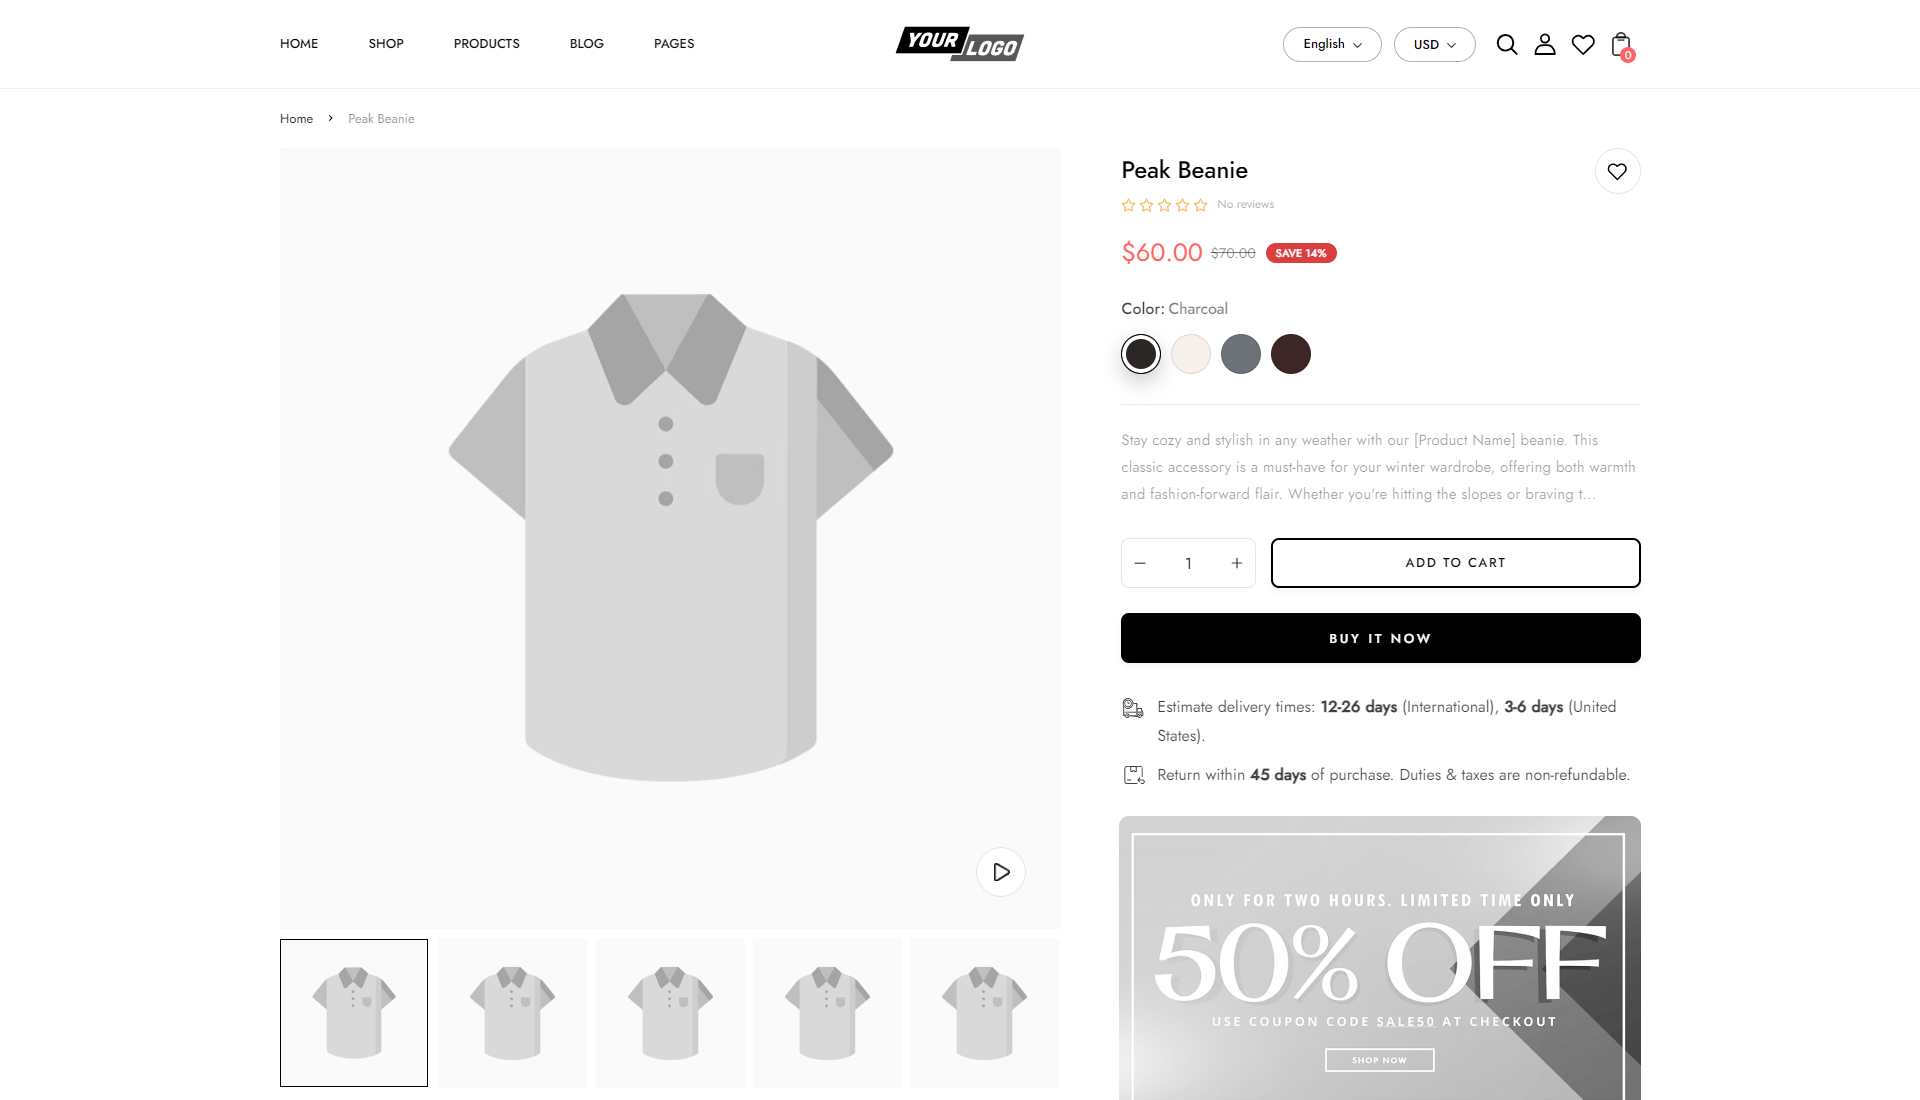 HOME SHOP PRODUCTS BLOG PAGES
YOUR LOGO
English USD
0
Home > Peak Beanie
Peak Beanie
No reviews
$60.00 $70.00 SAVE 14%
Color: Charcoal
Stay cozy and stylish in any weather with our [Product Name] beanie. This
classic accessory is a must-have for your winter wardrobe, offering both warmth
and fashion-forward flair. Whether you're hitting the slopes or braving t...
− 1 + ADD TO CART
BUY IT NOW
Estimate delivery times: 12-26 days (International), 3-6 days (United
States).
Return within 45 days of purchase. Duties & taxes are non-refundable.
ONLY FOR TWO HOURS. LIMITED TIME ONLY
50% OFF
USE COUPON CODE SALE50 AT CHECKOUT
SHOP NOW